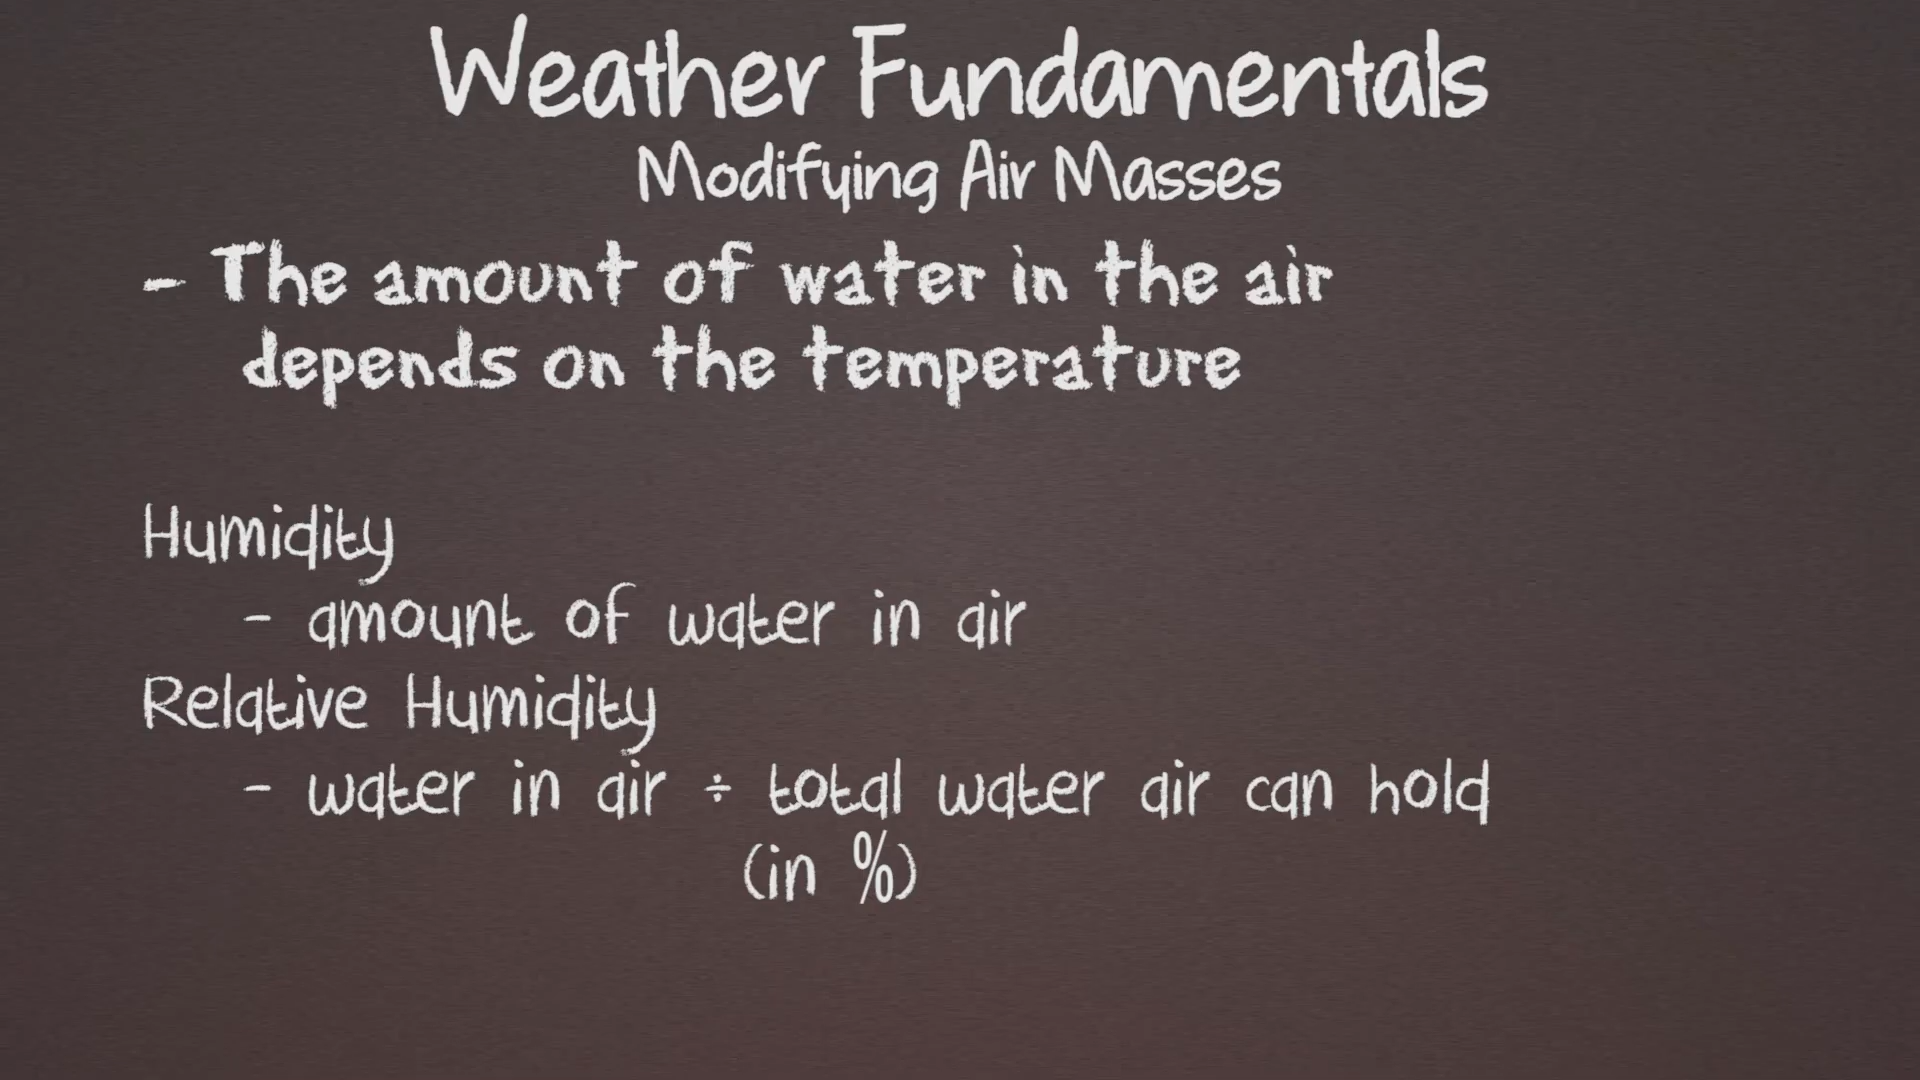 Weather Fundamentals
Modifying Air Masses
- The amount of water in the air
depends on the temperature
Humidity
- amount of water in air
Relative Humidity
- water in air ÷ total water air can hold
(in %)